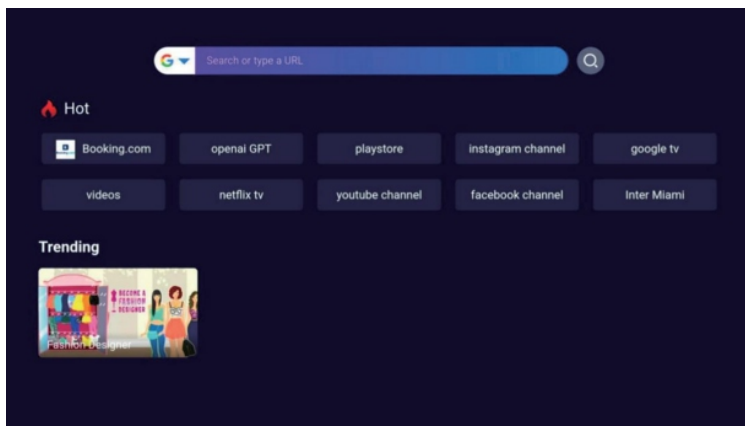 Search or type a URL
Hot
Booking.com
openai GPT
playstore
instagram channel
google tv
videos
netflix tv
youtube channel
facebook channel
Inter Miami
Trending
BECOME A
FASHION
DESIGNER
Fashion Designer